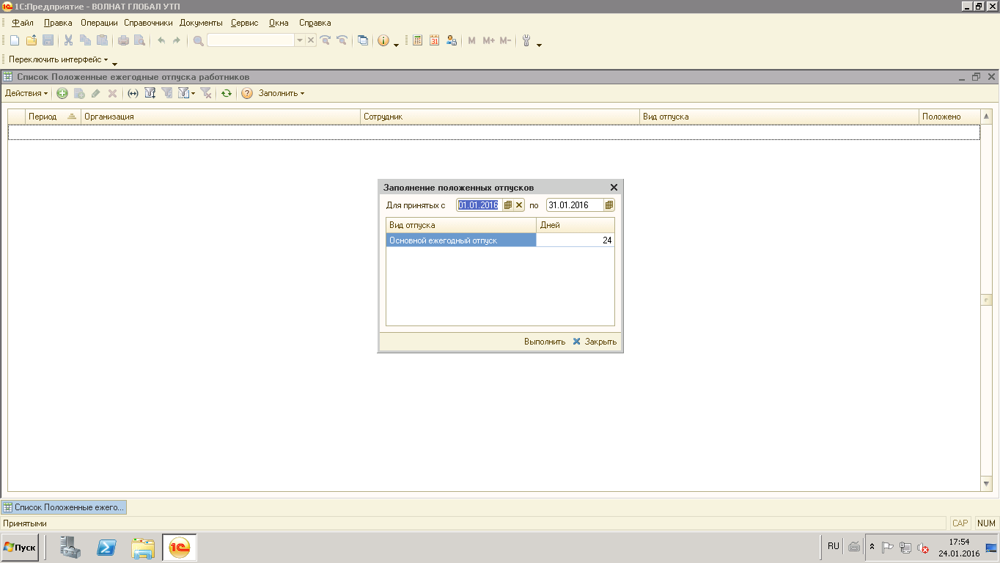 1С:Предприятие - ВОЛНАТ ГЛОБАЛ УТП
Файл Правка Операции Справочники Документы Сервис Окна Справка
31 M M+ M-
Переключить интерфейс
Список Положенные ежегодные отпуска работников
Действия Заполнить
Период Организация Сотрудник Вид отпуска Положено
Заполнение положенных отпусков
Для принятых с 01.01.2016 по 31.01.2016
Вид отпуска Дней
Основной ежегодный отпуск 24
Выполнить Закрыть
Список Положенные ежего...
Принятыми CAP NUM
Пуск 1С RU 17:54
24.01.2016